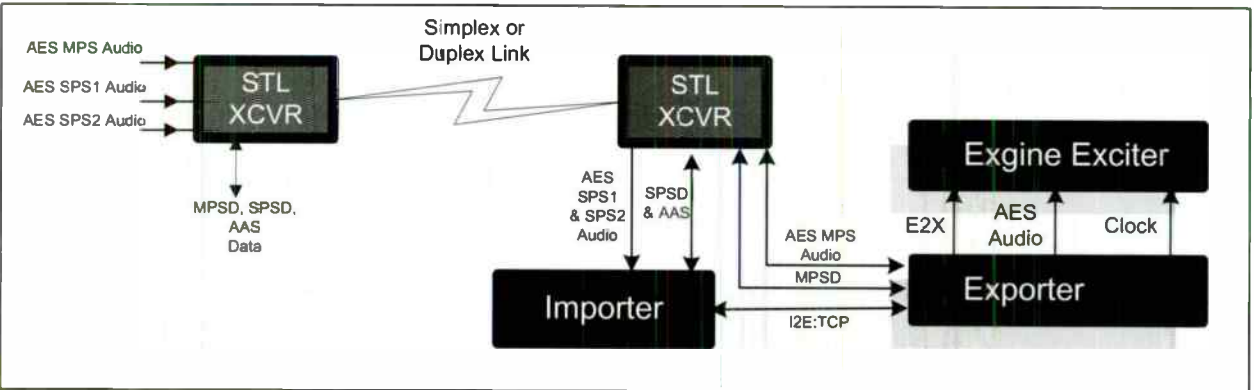 AES MPS Audio
AES SPS1 Audio
AES SPS2 Audio
STL
XCVR
MPSD, SPSD,
AAS
Data
Simplex or
Duplex Link
STL
XCVR
AES
SPS1
& SPS2
Audio
SPSD
& AAS
AES MPS
Audio
MPSD
I2E:TCP
Importer
Exgine Exciter
E2X
AES
Audio
Clock
Exporter